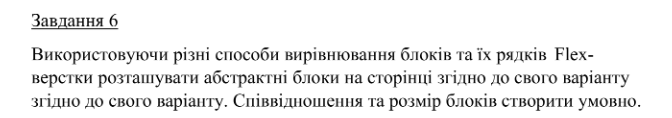 Завдання 6
Використовуючи різні способи вирівнювання блоків та їх рядків Flex-
верстки розташувати абстрактні блоки на сторінці згідно до свого варіанту
згідно до свого варіанту. Співвідношення та розмір блоків створити умовно.